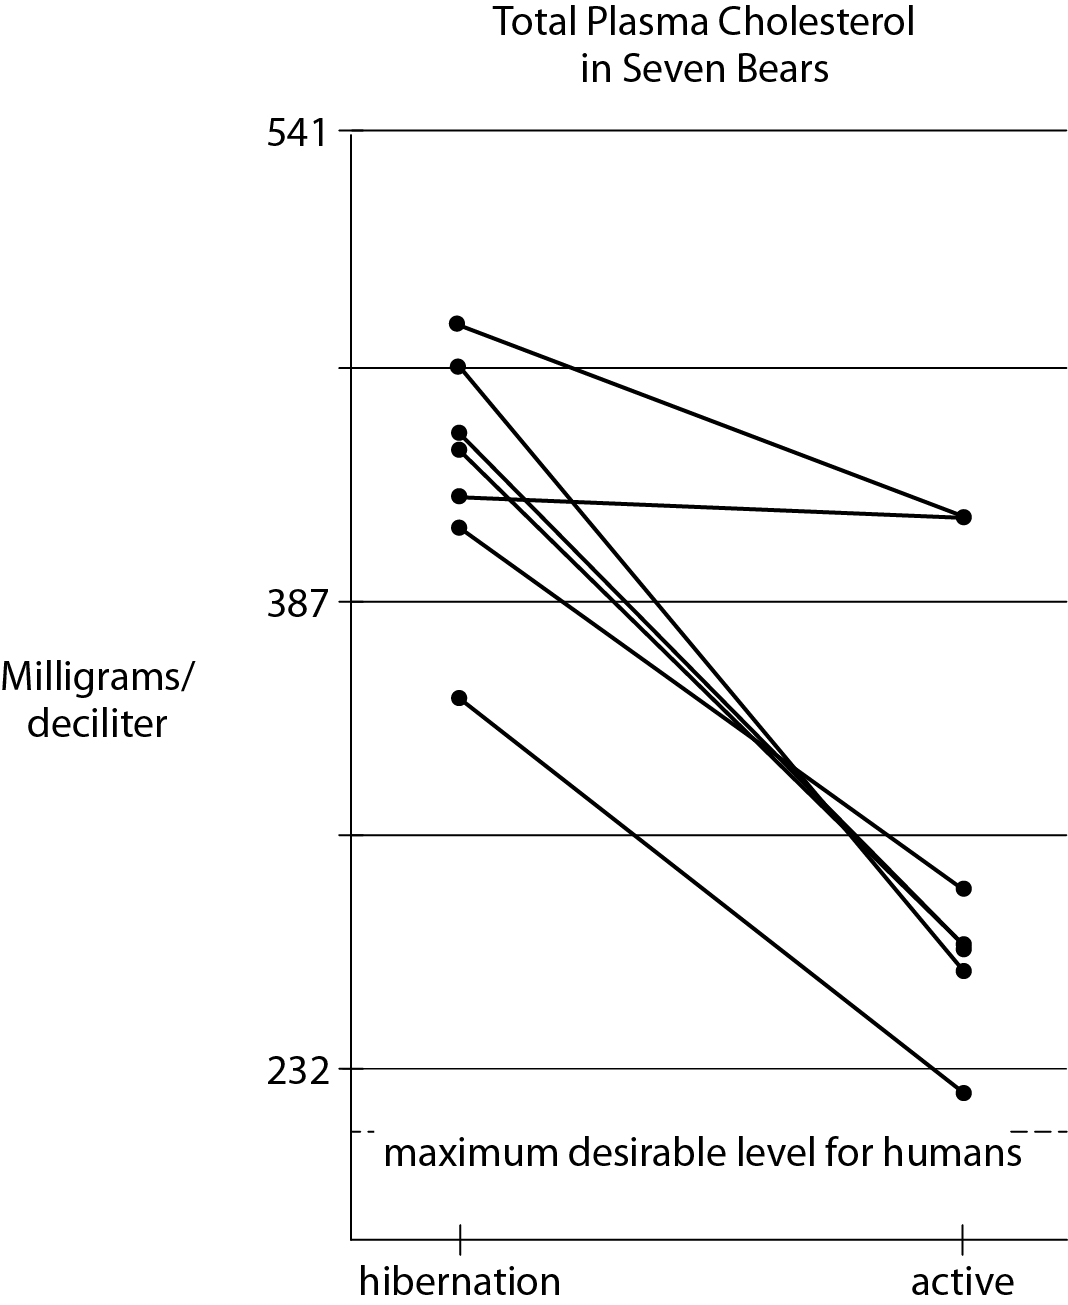 Total Plasma Cholesterol
in Seven Bears
541
387
Milligrams/
deciliter
232
maximum desirable level for humans
hibernation
active